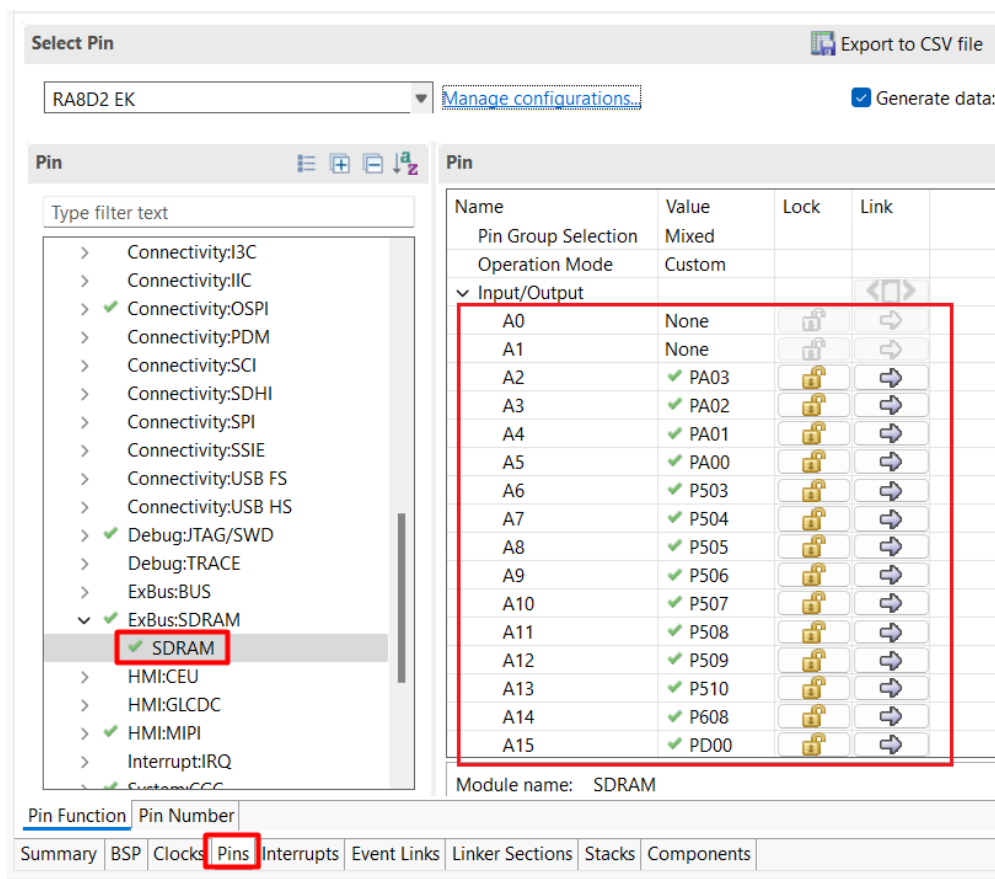 Select Pin
Export to CSV file
RA8D2 EK
Manage configurations...
Generate data:
Pin
Type filter text
Connectivity:I3C
Connectivity:IIC
Connectivity:OSPI
Connectivity:PDM
Connectivity:SCI
Connectivity:SDHI
Connectivity:SPI
Connectivity:SSIE
Connectivity:USB FS
Connectivity:USB HS
Debug:JTAG/SWD
Debug:TRACE
ExBus:BUS
ExBus:SDRAM
SDRAM
HMI:CEU
HMI:GLCDC
HMI:MIPI
Interrupt:IRQ
System:CGC
Pin
Name Value Lock Link
Pin Group Selection Mixed
Operation Mode Custom
Input/Output
A0 None
A1 None
A2 PA03
A3 PA02
A4 PA01
A5 PA00
A6 P503
A7 P504
A8 P505
A9 P506
A10 P507
A11 P508
A12 P509
A13 P510
A14 P608
A15 PD00
Module name: SDRAM
Pin Function Pin Number
Summary BSP Clocks Pins Interrupts Event Links Linker Sections Stacks Components